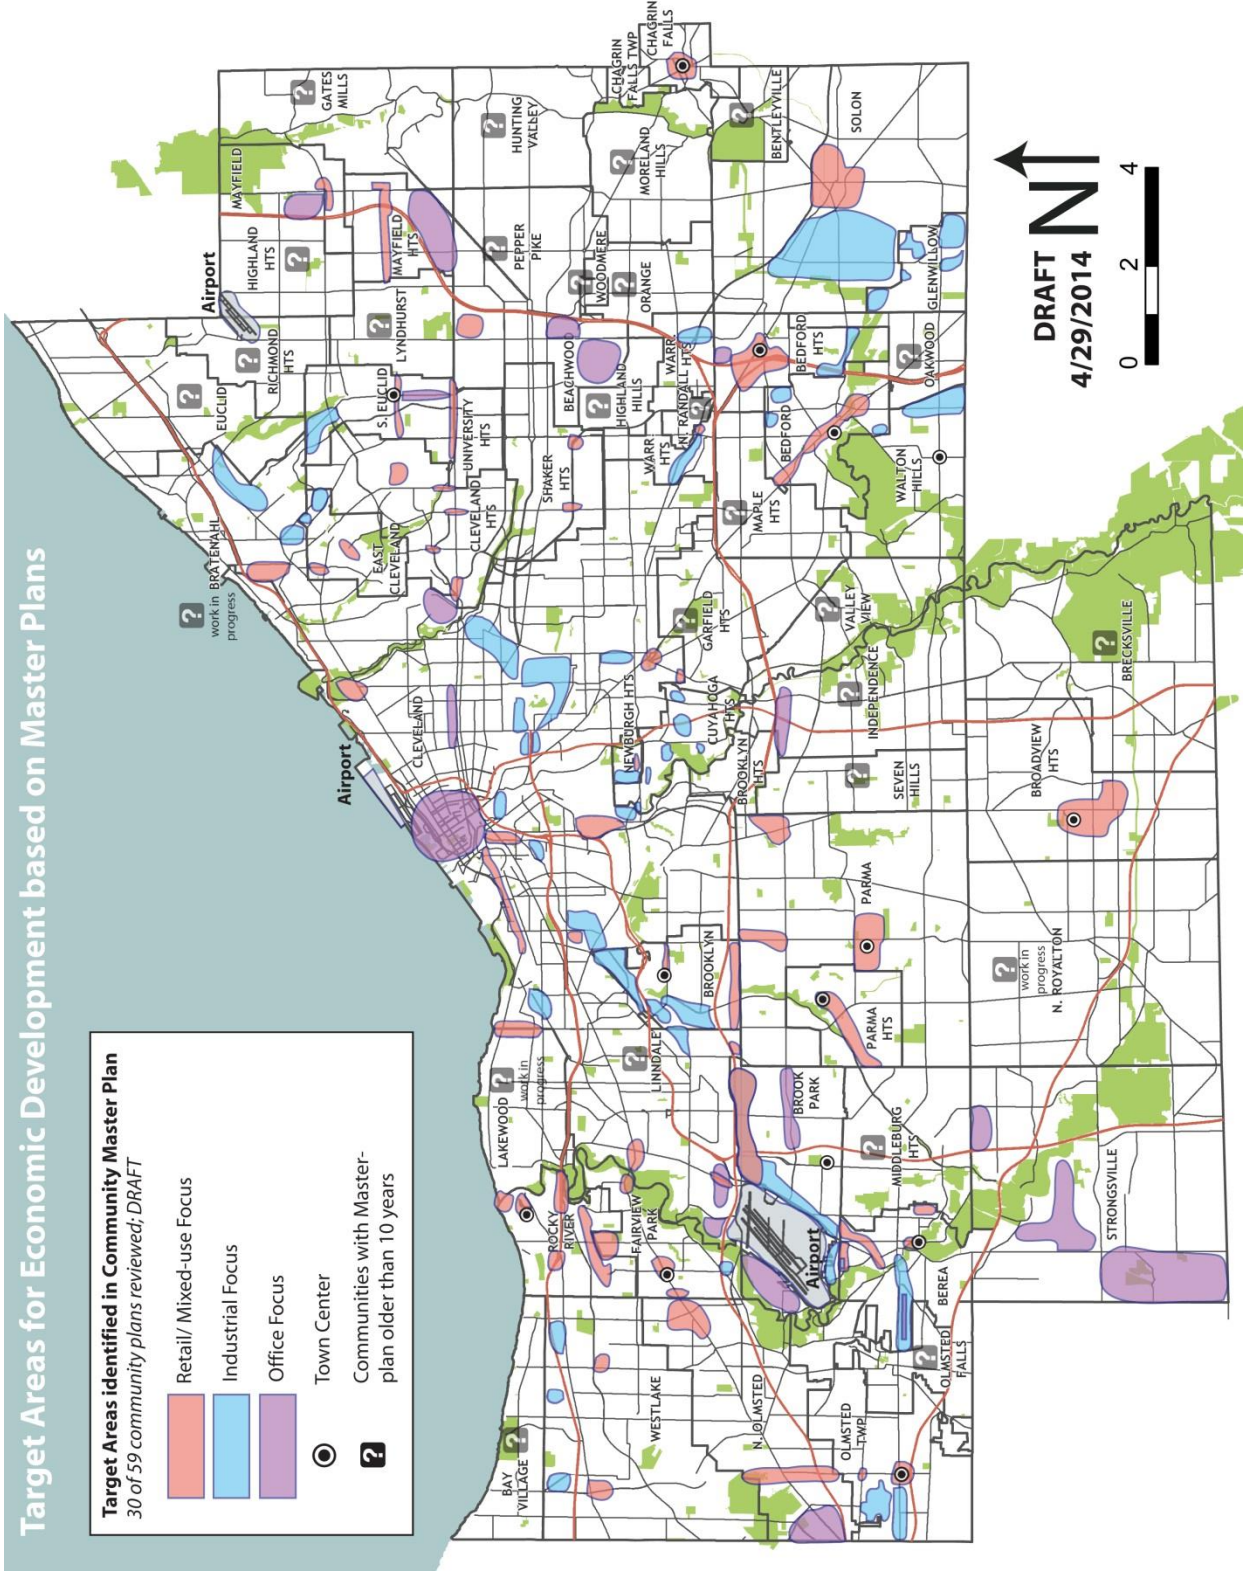 Target Areas for Economic Development based on Master Plans
Target Areas identified in Community Master Plan
30 of 59 community plans reviewed; DRAFT
Retail/ Mixed-use Focus
Industrial Focus
Office Focus
Town Center
? Communities with Master-
plan older than 10 years
?
work in
progress
BRATENAHL
?
EUCLID
Airport
?
RICHMOND
HTS
HIGHLAND
HTS
?
MAYFIELD
?
GATES
MILLS
?
LYNDHURST
MAYFIELD
HTS
S. EUCLID
EAST
CLEVELAND
CLEVELAND
HTS
UNIVERSITY
HTS
?
PEPPER
PIKE
?
HUNTING
VALLEY
Airport
CLEVELAND
SHAKER
HTS
BEACHWOOD
?
HIGHLAND
HILLS
?
WOODMERE
?
ORANGE
?
MORELAND
HILLS
CHAGRIN
FALLS TWP
CHAGRIN
FALLS
LAKEWOOD
?
work in
progress
ROCKY
RIVER
BAY
VILLAGE
?
WESTLAKE
FAIRVIEW
PARK
?
LINNDALE
BROOKLYN
NEWBURGH HTS
CUYAHOGA
HTS
?
GARFIELD
HTS
WARR
HTS
N. RANDALL
?
WARR.
HTS
?
BENTLEYVILLE
N. OLMSTED
Airport
BROOK
PARK
BROOKLYN
HTS
?
MAPLE
HTS
BEDFORD
BEDFORD
HTS
SOLON
OLMSTED
TWP
?
OLMSTED
FALLS
BEREA
?
MIDDLEBURG
HTS
PARMA
HTS
PARMA
?
SEVEN
HILLS
?
INDEPENDENCE
?
VALLEY
VIEW
WALTON
HILLS
?
OAKWOOD
GLENWILLOW
STRONGSVILLE
?
work in
progress
N. ROYALTON
BROADVIEW
HTS
?
BRECKSVILLE
DRAFT
4/29/2014
N
0 2 4